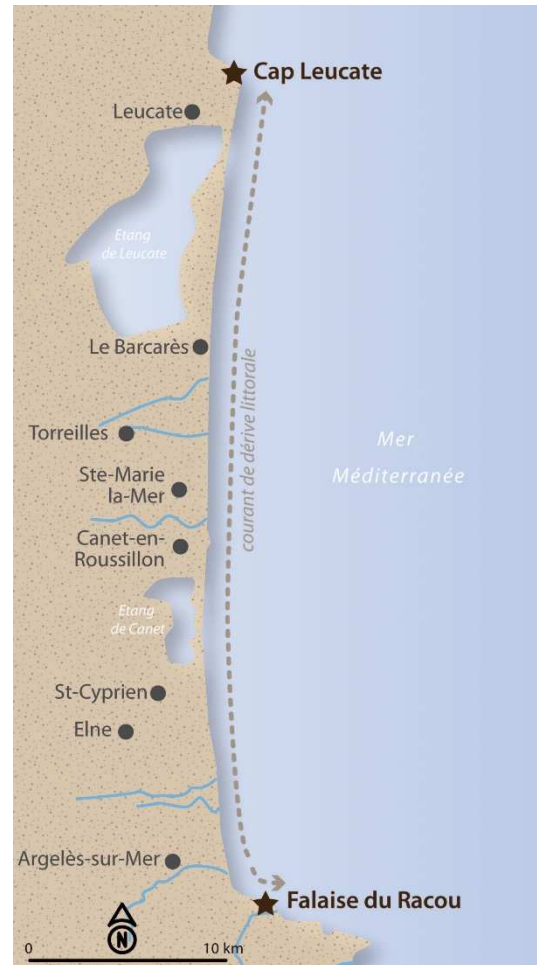 Cap Leucate
Leucate
Etang
de Leucate
Le Barcarès
courant de dérive littorale
Torreilles
Mer
Méditerranée
Ste-Marie
la-Mer
Canet-en-
Roussillon
Etang
de Canet
St-Cyprien
Elne
Argelès-sur-Mer
Falaise du Racou
N
0 10 km